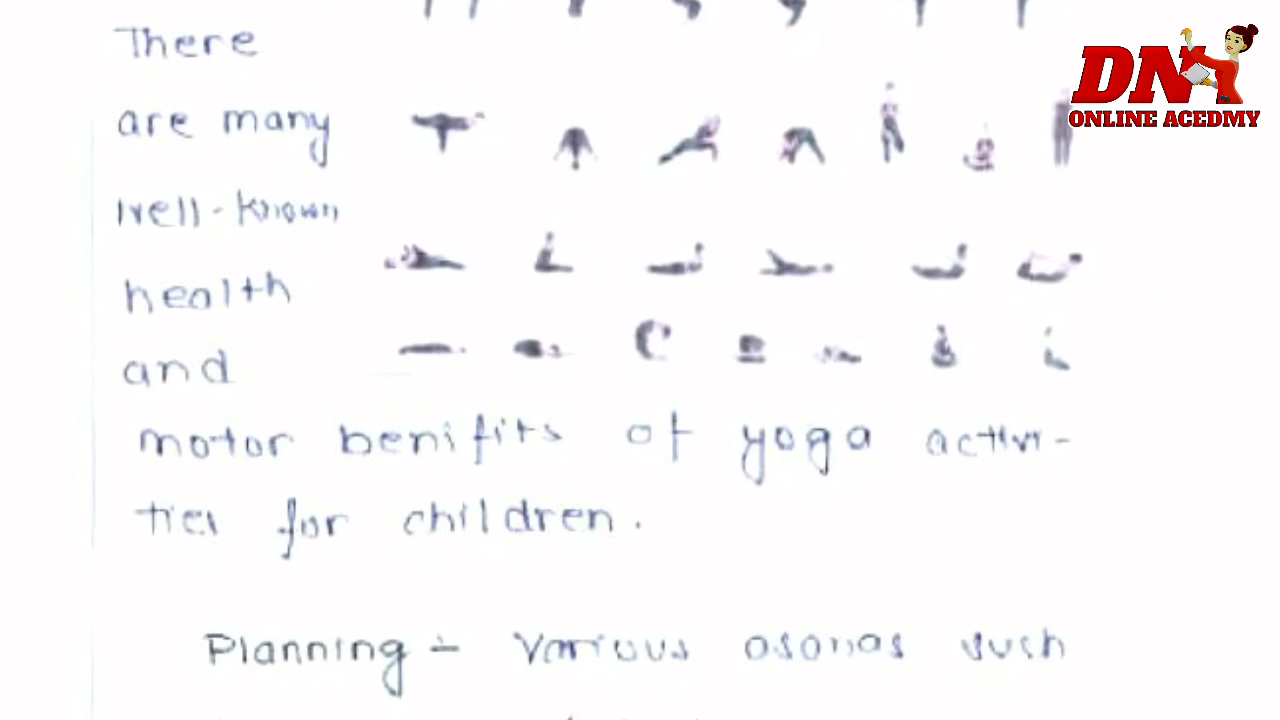 There
are many
well-known
health
and
motor benifits of yoga activi-
ties for children.
Planning - Various asanas such
DNA
ONLINE ACEDMY